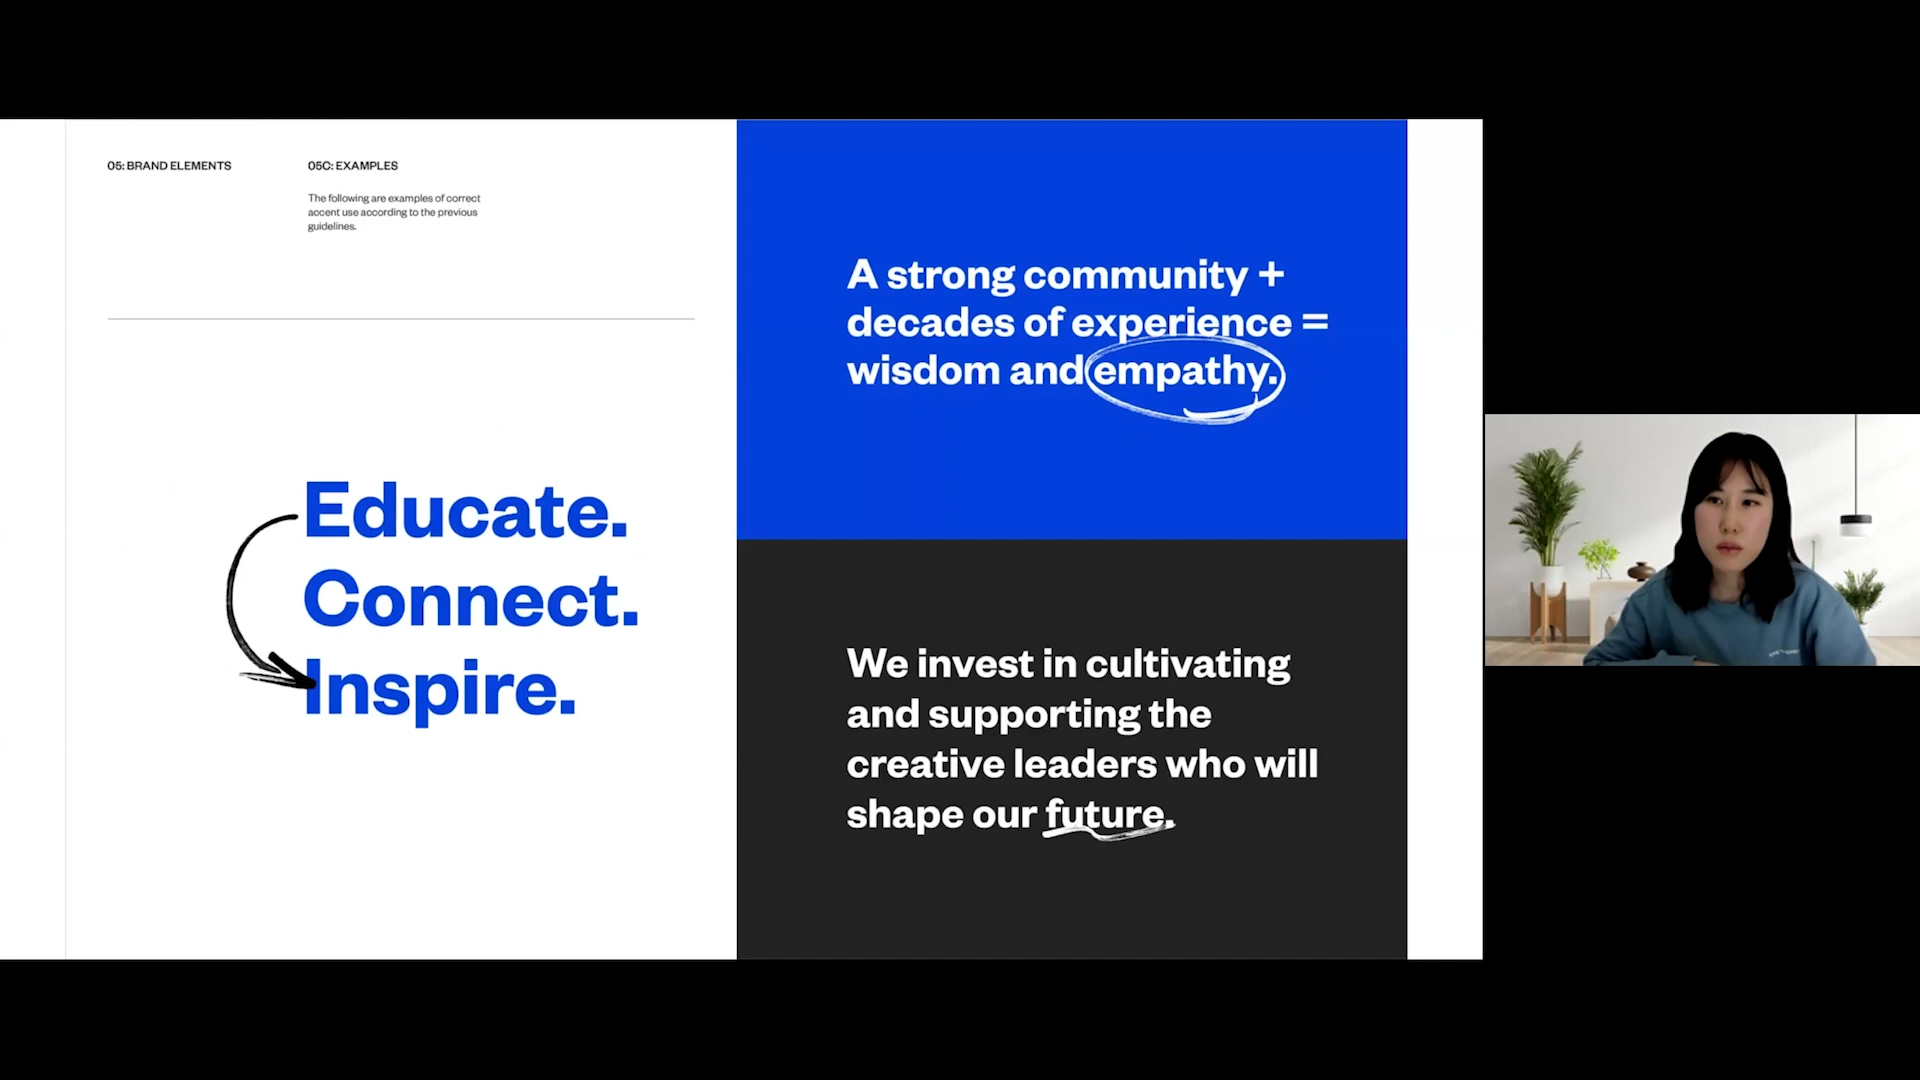 05: BRAND ELEMENTS
05C: EXAMPLES
The following are examples of correct
accent use according to the previous
guidelines.
Educate.
Connect.
Inspire.
A strong community +
decades of experience =
wisdom and empathy.
We invest in cultivating
and supporting the
creative leaders who will
shape our future.